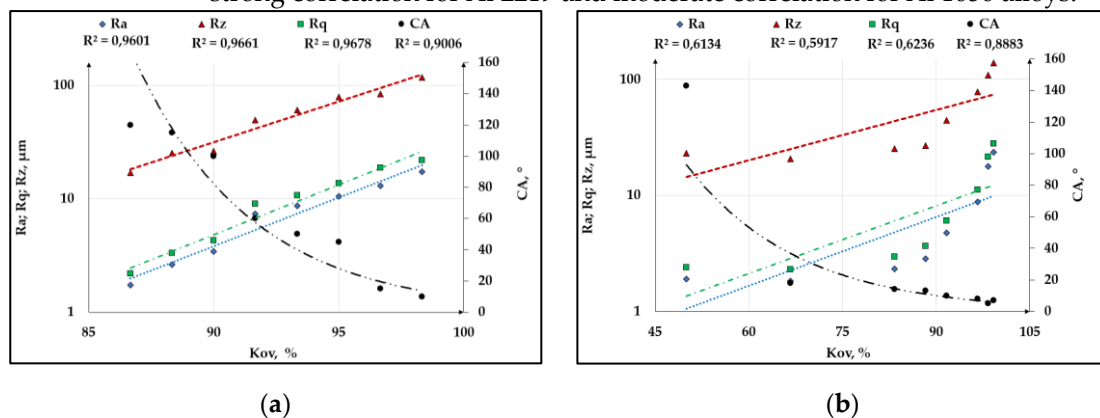 strong correlation for Al 2219 and moderate correlation for Al 1050 alloys.
Ra Rz Rq CA
R² = 0,9601 R² = 0,9661 R² = 0,9678 R² = 0,9006
Ra; Rq; Rz, μm
100
10
1
160
140
120
100
80
60
40
20
0
CA, °
85 90 95 100
Kov, %
(a)
Ra Rz Rq CA
R² = 0,6134 R² = 0,5917 R² = 0,6236 R² = 0,8883
Ra; Rq; Rz, μm
100
10
1
160
140
120
100
80
60
40
20
0
CA, °
45 60 75 90 105
Kov, %
(b)